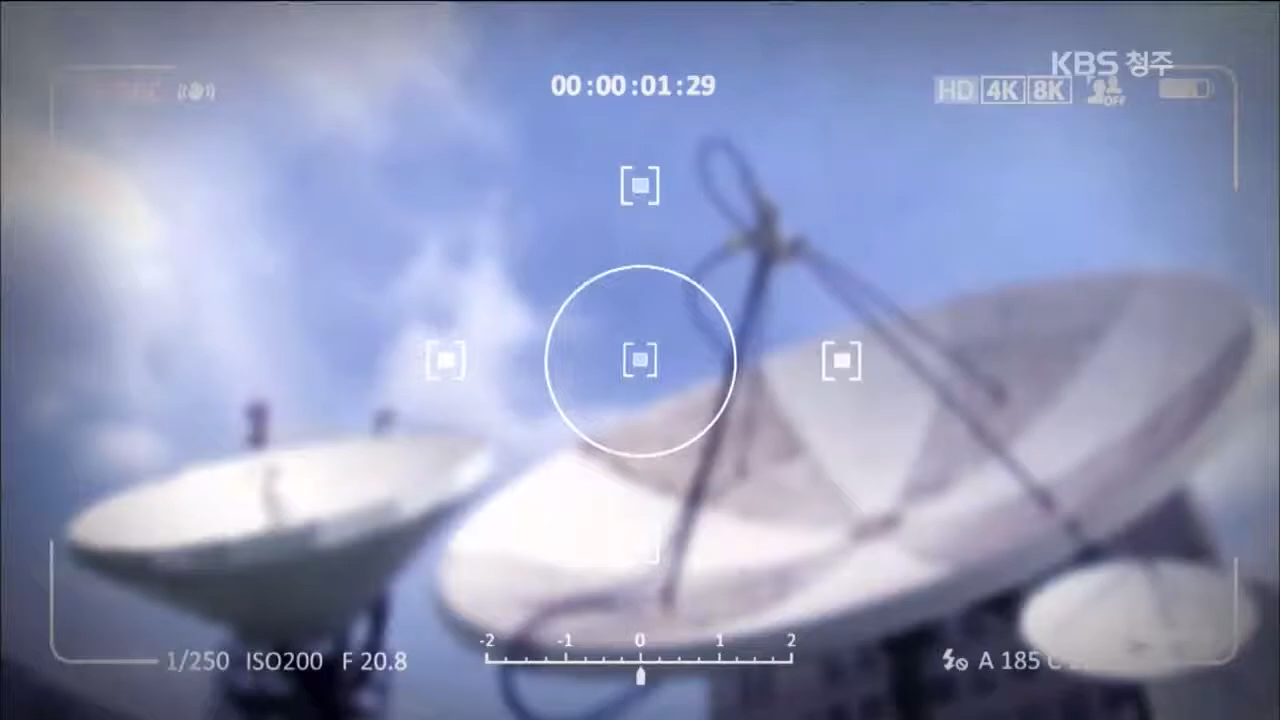 KBS 청주
00:00:01:29
HD 4K 8K
OFF
-2 -1 0 1 2
1/250 ISO200 F 20.8
A 185 C